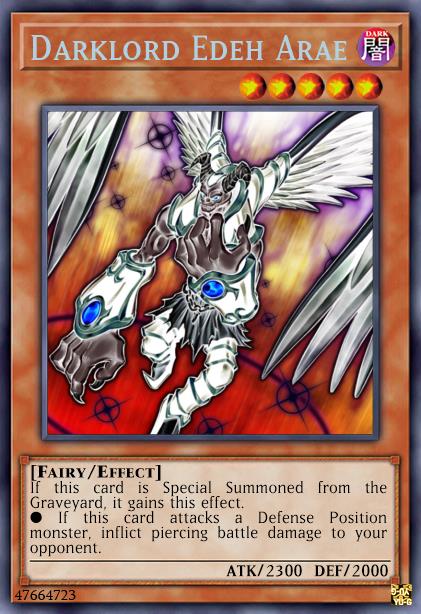 DARKLORD EDEH ARAE
DARK
闇
[FAIRY/EFFECT]
If this card is Special Summoned from the
Graveyard, it gains this effect.
● If this card attacks a Defense Position
monster, inflict piercing battle damage to your
opponent.
ATK/2300 DEF/2000
47664723